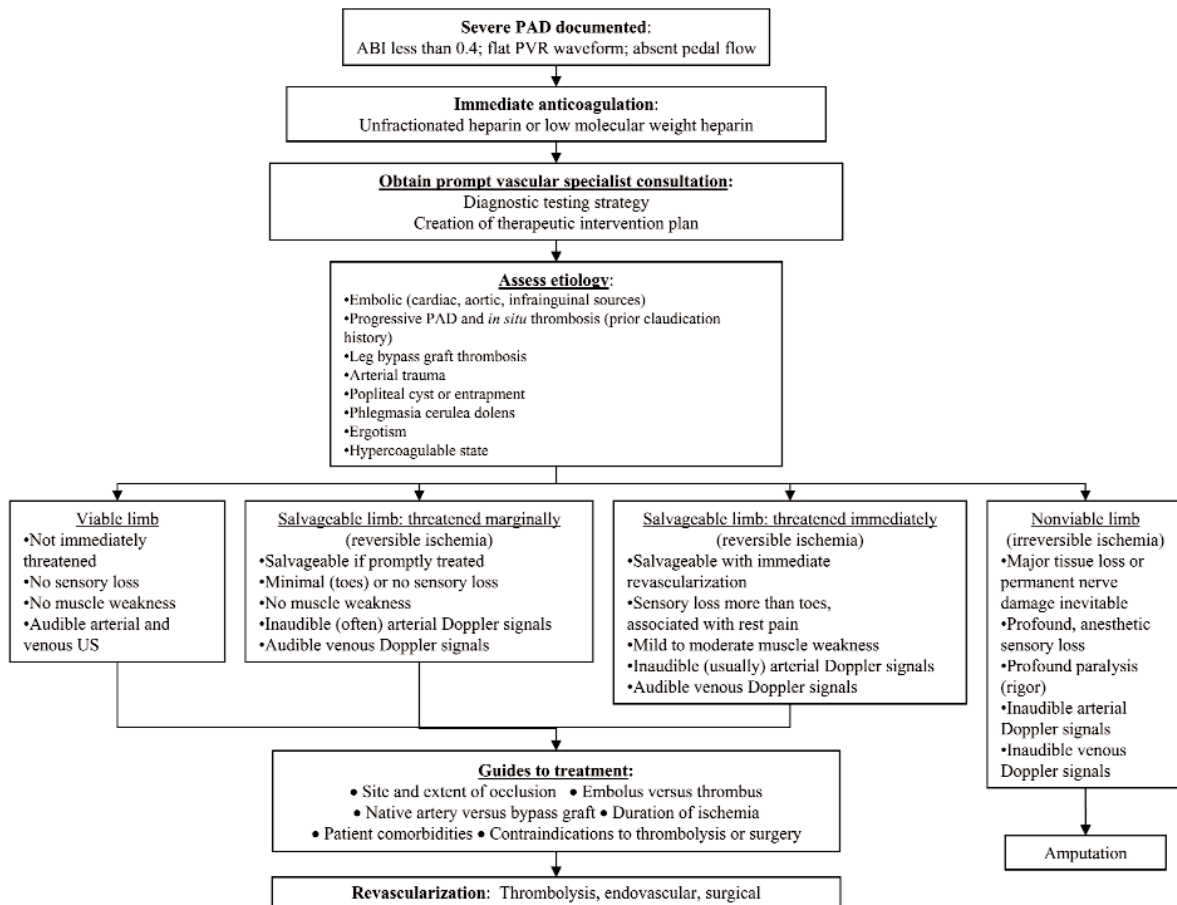 Severe PAD documented:
ABI less than 0.4; flat PVR waveform; absent pedal flow
Immediate anticoagulation:
Unfractionated heparin or low molecular weight heparin
Obtain prompt vascular specialist consultation:
Diagnostic testing strategy
Creation of therapeutic intervention plan
Assess etiology:
•Embolic (cardiac, aortic, infrainguinal sources)
•Progressive PAD and in situ thrombosis (prior claudication
history)
•Leg bypass graft thrombosis
•Arterial trauma
•Popliteal cyst or entrapment
•Phlegmasia cerulea dolens
•Ergotism
•Hypercoagulable state
Viable limb
•Not immediately
threatened
•No sensory loss
•No muscle weakness
•Audible arterial and
venous US
Salvageable limb: threatened marginally
(reversible ischemia)
•Salvageable if promptly treated
•Minimal (toes) or no sensory loss
•No muscle weakness
•Inaudible (often) arterial Doppler signals
•Audible venous Doppler signals
Salvageable limb: threatened immediately
(reversible ischemia)
•Salvageable with immediate
revascularization
•Sensory loss more than toes,
associated with rest pain
•Mild to moderate muscle weakness
•Inaudible (usually) arterial Doppler signals
•Audible venous Doppler signals
Nonviable limb
(irreversible ischemia)
•Major tissue loss or
permanent nerve
damage inevitable
•Profound, anesthetic
sensory loss
•Profound paralysis
(rigor)
•Inaudible arterial
Doppler signals
•Inaudible venous
Doppler signals
Guides to treatment:
• Site and extent of occlusion • Embolus versus thrombus
• Native artery versus bypass graft • Duration of ischemia
• Patient comorbidities • Contraindications to thrombolysis or surgery
Amputation
Revascularization: Thrombolysis, endovascular, surgical